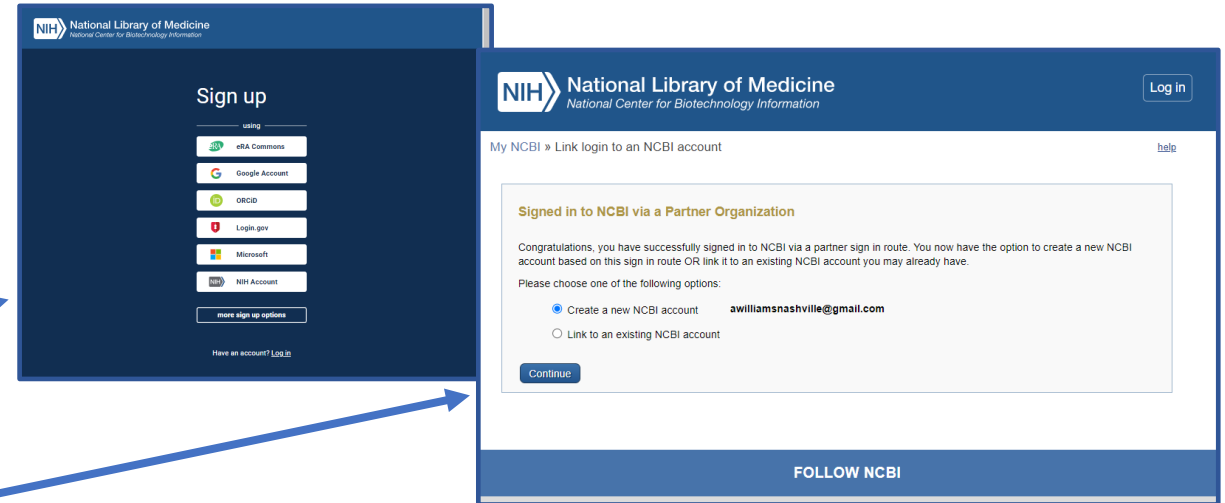 NIH National Library of Medicine
National Center for Biotechnology Information
Sign up
using
eRA Commons
Google Account
ORCiD
Login.gov
Microsoft
NIH NIH Account
more sign up options
Have an account? Log in
NIH National Library of Medicine
National Center for Biotechnology Information
Log in
My NCBI » Link login to an NCBI account
help
Signed in to NCBI via a Partner Organization
Congratulations, you have successfully signed in to NCBI via a partner sign in route. You now have the option to create a new NCBI
account based on this sign in route OR link it to an existing NCBI account you may already have.
Please choose one of the following options:
Create a new NCBI account awilliamsnashville@gmail.com
Link to an existing NCBI account
Continue
FOLLOW NCBI